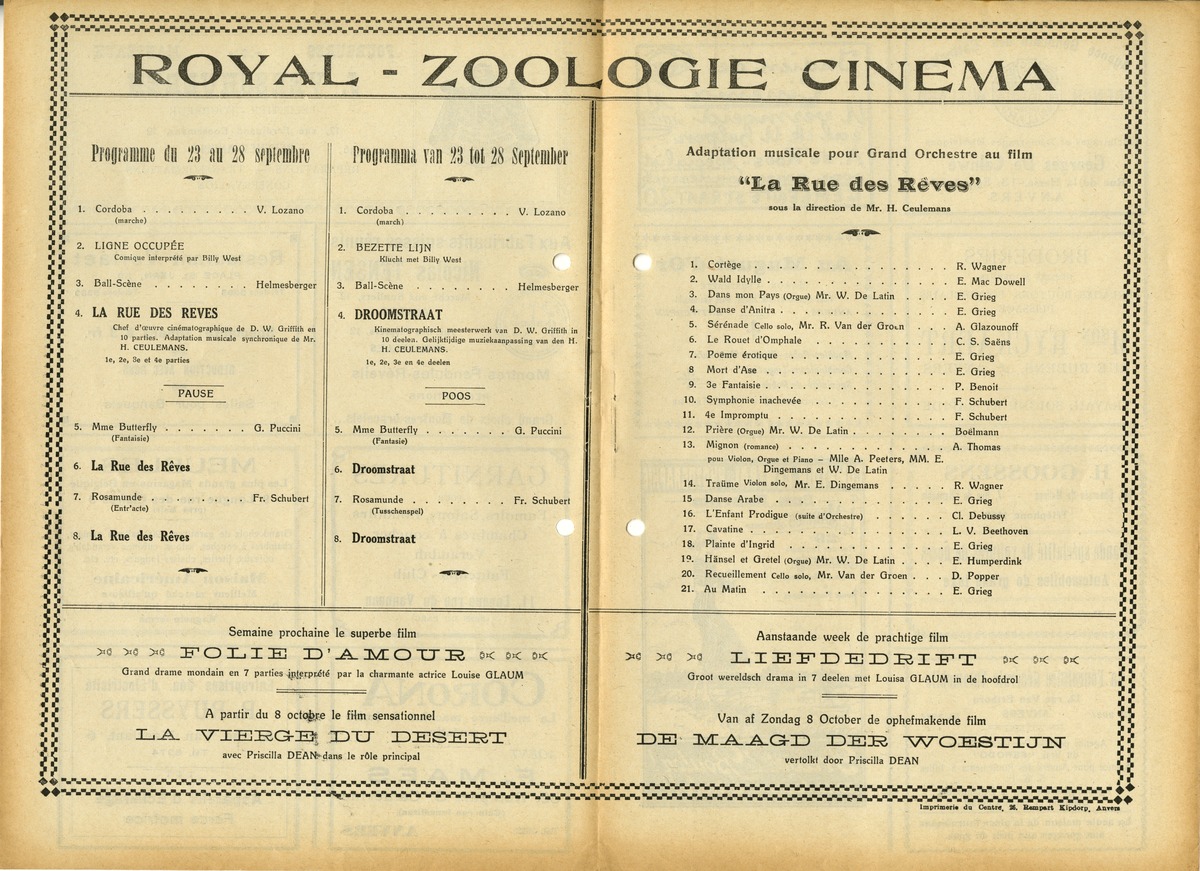 ROYAL - ZOOLOGIE CINEMA
Programme du 23 au 28 septembre
1. Cordoba . . . . . . . . . V. Lozano
(marche)
2. LIGNE OCCUPÉE
Comique interprété par Billy West
3. Ball-Scène . . . . . . . . Helmesberger
4. LA RUE DES REVES
Chef d'œuvre cinématographique de D. W. Griffith en
10 parties. Adaptation musicale synchronique de Mr.
H. CEULEMANS.
1e, 2e, 3e et 4e parties
PAUSE
5. Mme Butterfly . . . . . . . G. Puccini
(Fantaisie)
6. La Rue des Rêves
7. Rosamunde . . . . . . . . Fr. Schubert
(Entr'acte)
8. La Rue des Rêves
Programma van 23 tot 28 September
1. Cordoba . . . . . . . . . V. Lozano
(march)
2. BEZETTE LIJN
Klucht met Billy West
3. Ball-Scène . . . . . . . . Helmesberger
4. DROOMSTRAAT
Kinematographisch meesterwerk van D. W. Griffith in
10 deelen. Gelijktijdige muziekaanpassing van den H.
H. CEULEMANS.
1e, 2e, 3e en 4e deelen
POOS
5. Mme Butterfly . . . . . . . G. Puccini
(Fantasie)
6. Droomstraat
7. Rosamunde . . . . . . . . Fr. Schubert
(Tusschenspel)
8. Droomstraat
Adaptation musicale pour Grand Orchestre au film
“La Rue des Rêves”
sous la direction de Mr. H. Ceulemans
1. Cortège . . . . . . . . . . R. Wagner
2. Wald Idylle . . . . . . . . . . E. Mac Dowell
3. Dans mon Pays (Orgue) Mr. W. De Latin . . . . . E. Grieg
4. Danse d'Anitra . . . . . . . . . . E. Grieg
5. Sérénade Cello solo, Mr. R. Van der Groen . . . . A. Glazounoff
6. Le Rouet d'Omphale . . . . . . . . . C. S. Saëns
7. Poëme érotique . . . . . . . . . . E. Grieg
8 Mort d'Ase . . . . . . . . . . E. Grieg
9. 3e Fantaisie . . . . . . . . . . P. Benoit
10. Symphonie inachevée . . . . . . . . . F. Schubert
11. 4e Impromptu . . . . . . . . . . F. Schubert
12. Prière (Orgue) Mr. W. De Latin . . . . . . . Boëlmann
13. Mignon (romance) . . . . . . . . . A. Thomas
pour Violon, Orgue et Piano – Mlle A. Peeters, MM. E.
Dingemans et W. De Latin
14. Traüme Violon solo, Mr. E. Dingemans . . . . . R. Wagner
15 Danse Arabe . . . . . . . . . . E. Grieg
16. L'Enfant Prodigue (suite d'Orchestre) . . . . . . Cl. Debussy
17. Cavatine . . . . . . . . . . L. V. Beethoven
18. Plainte d'Ingrid . . . . . . . . . . E. Grieg
19. Hänsel et Gretel (Orgue) Mr. W. De Latin . . . . E. Humperdink
20. Recueillement Cello solo, Mr. Van der Groen . . . D. Popper
21. Au Matin . . . . . . . . . . E. Grieg
Semaine prochaine le superbe film
FOLIE D'AMOUR
Grand drame mondain en 7 parties interprété par la charmante actrice Louise GLAUM
A partir du 8 octobre le film sensationnel
LA VIERGE DU DESERT
avec Priscilla DEAN dans le rôle principal
Aanstaande week de prachtige film
LIEFDEDRIFT
Groot wereldsch drama in 7 deelen met Louisa GLAUM in de hoofdrol
Van af Zondag 8 October de ophefmakende film
DE MAAGD DER WOESTIJN
vertolkt door Priscilla DEAN
Imprimerie du Centre, 26, Rempart Kipdorp, Anvers